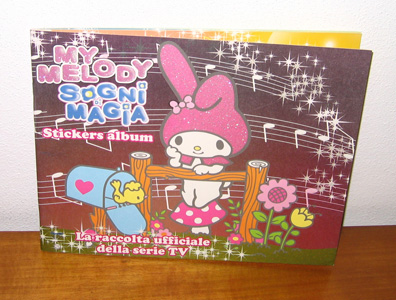 MY
MELODY
SOGNI
& MAGIA
Stickers album
La raccolta ufficiale
della serie TV